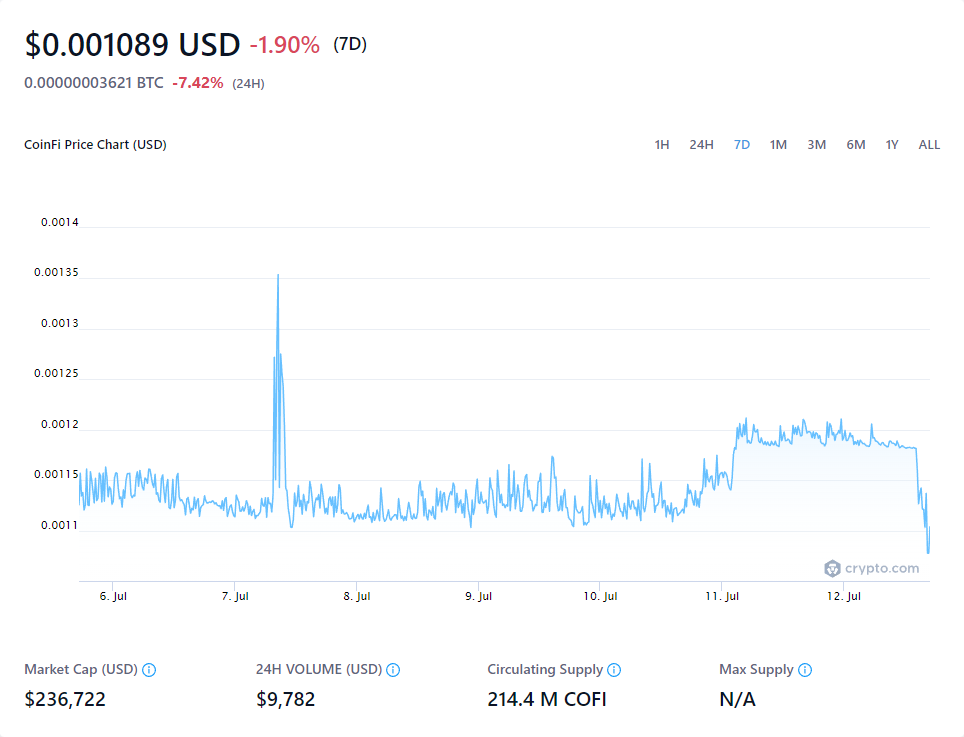 $0.001089 USD -1.90% (7D)
0.00000003621 BTC -7.42% (24H)
CoinFi Price Chart (USD) 1H 24H 7D 1M 3M 6M 1Y ALL
0.0014
0.00135
0.0013
0.00125
0.0012
0.00115
0.0011
crypto.com
6. Jul 7. Jul 8. Jul 9. Jul 10. Jul 11. Jul 12. Jul
Market Cap (USD) 24H VOLUME (USD) Circulating Supply Max Supply
$236,722 $9,782 214.4 M COFI N/A